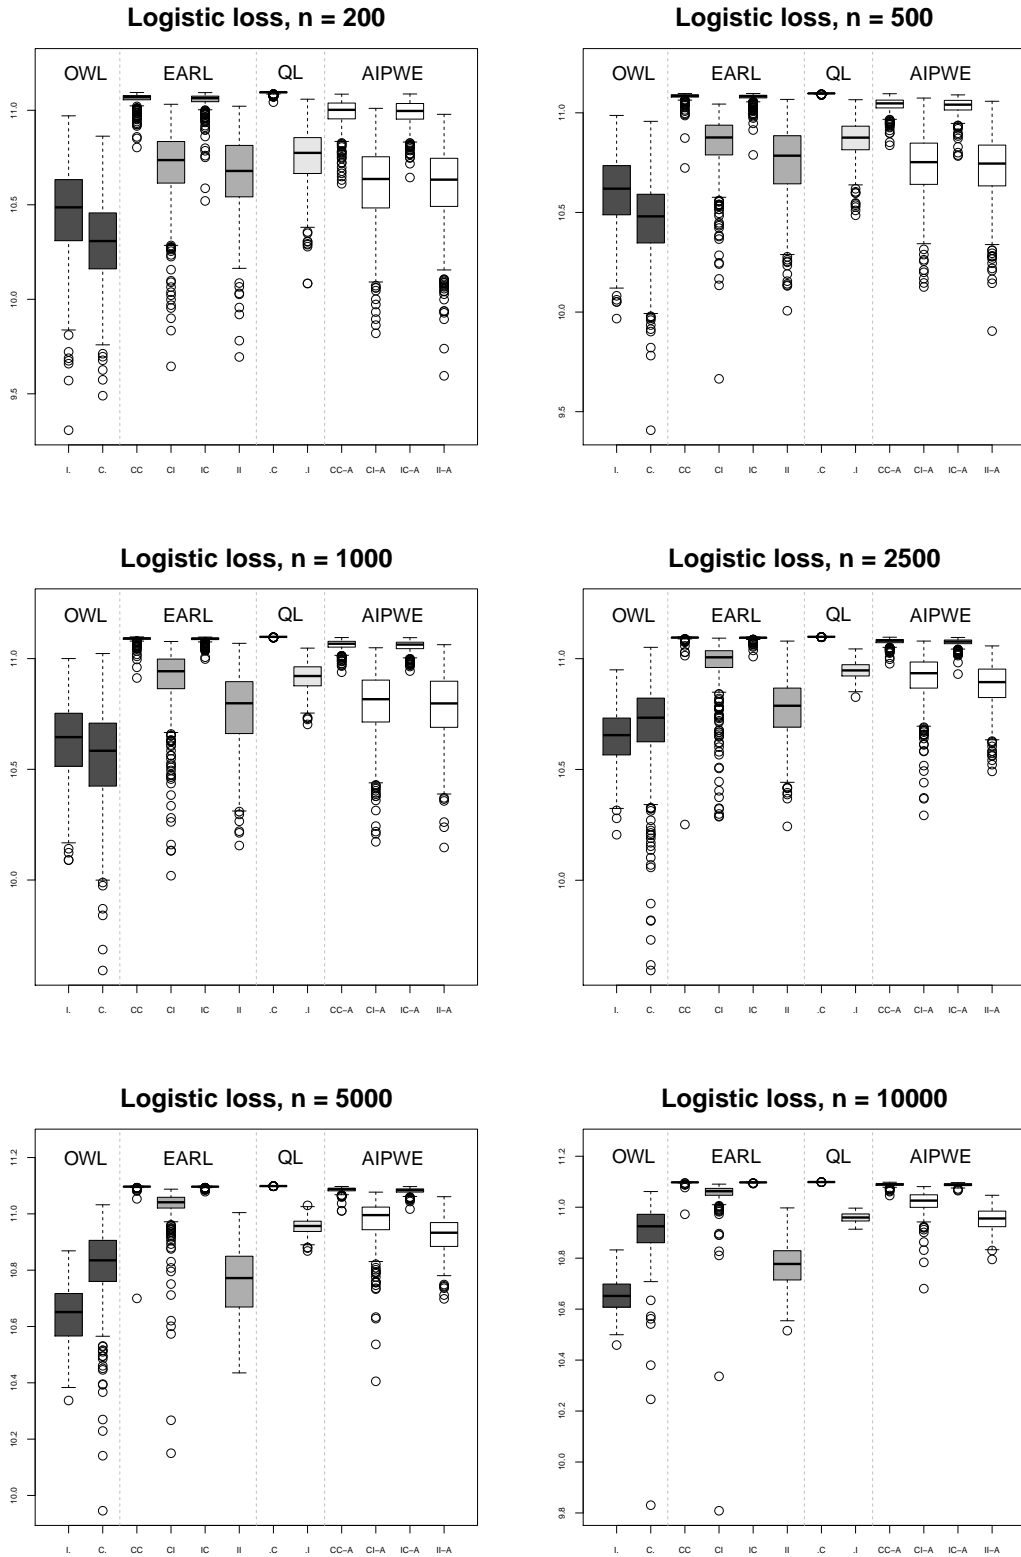 Logistic loss, n = 200
OWL EARL QL AIPWE
11.0
10.5
10.0
9.5
I. C. CC CI IC II .C .I CC−A CI−A IC−A II−A
Logistic loss, n = 500
OWL EARL QL AIPWE
11.0
10.5
10.0
9.5
I. C. CC CI IC II .C .I CC−A CI−A IC−A II−A
Logistic loss, n = 1000
OWL EARL QL AIPWE
11.0
10.5
10.0
I. C. CC CI IC II .C .I CC−A CI−A IC−A II−A
Logistic loss, n = 2500
OWL EARL QL AIPWE
11.0
10.5
10.0
I. C. CC CI IC II .C .I CC−A CI−A IC−A II−A
Logistic loss, n = 5000
OWL EARL QL AIPWE
11.2
11.0
10.8
10.6
10.4
10.2
10.0
I. C. CC CI IC II .C .I CC−A CI−A IC−A II−A
Logistic loss, n = 10000
OWL EARL QL AIPWE
11.2
11.0
10.8
10.6
10.4
10.2
10.0
9.8
I. C. CC CI IC II .C .I CC−A CI−A IC−A II−A